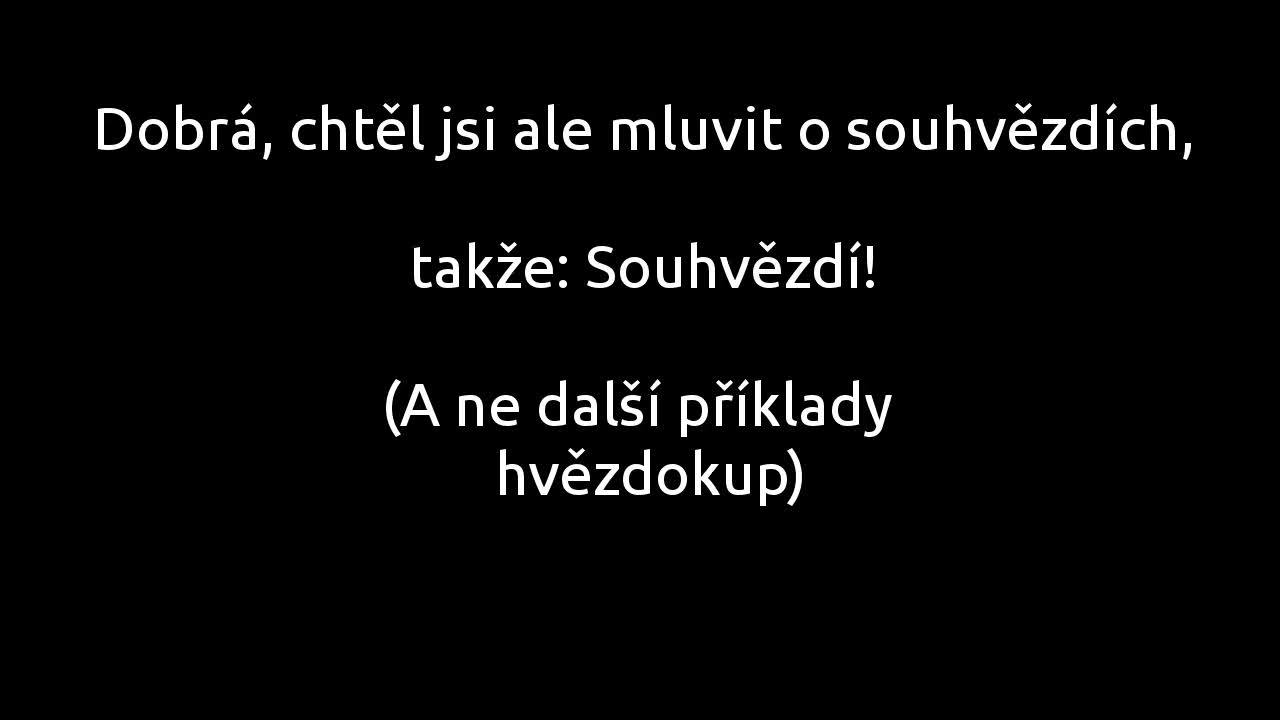 Dobrá, chtěl jsi ale mluvit o souhvězdích,
takže: Souhvězdí!
(A ne další příklady
hvězdokup)